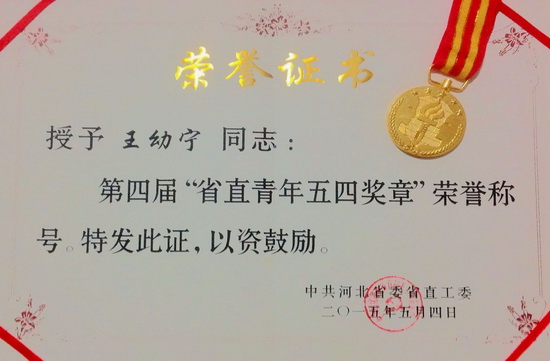 荣誉证书
授予 王幼宁 同志：
第四届“省直青年五四奖章”荣誉称
号。特发此证，以资鼓励。
中共河北省委省直工委
二〇一五年五月四日